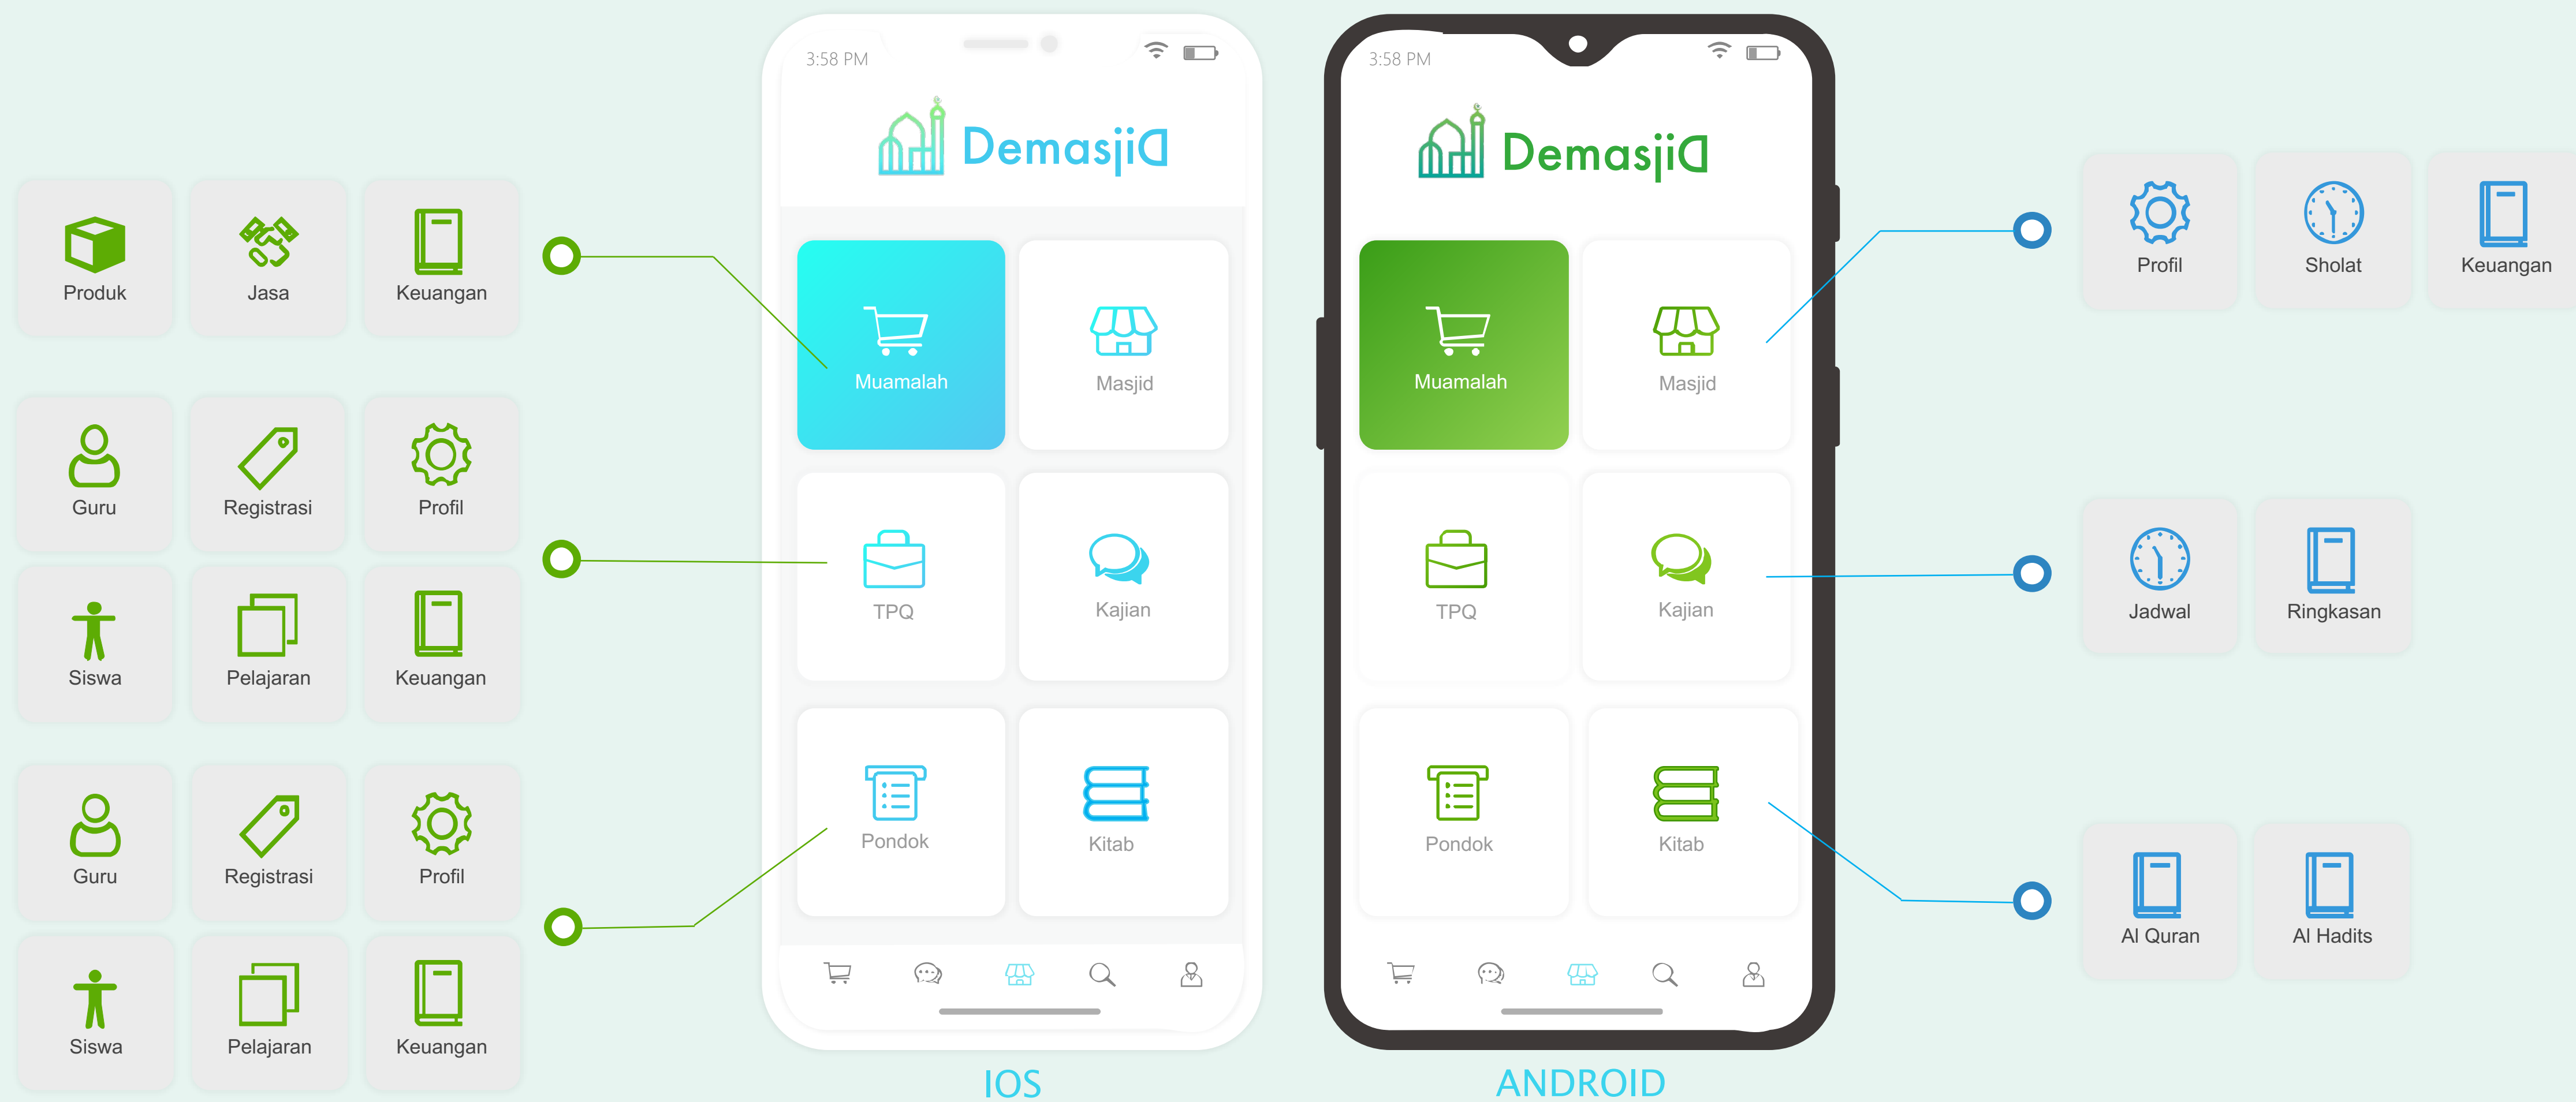 Produk
Jasa
Keuangan
Guru
Registrasi
Profil
Siswa
Pelajaran
Keuangan
Guru
Registrasi
Profil
Siswa
Pelajaran
Keuangan
3:58 PM
DemasjiD
Muamalah
Masjid
TPQ
Kajian
Pondok
Kitab
IOS
3:58 PM
DemasjiD
Muamalah
Masjid
TPQ
Kajian
Pondok
Kitab
ANDROID
Profil
Sholat
Keuangan
Jadwal
Ringkasan
Al Quran
Al Hadits